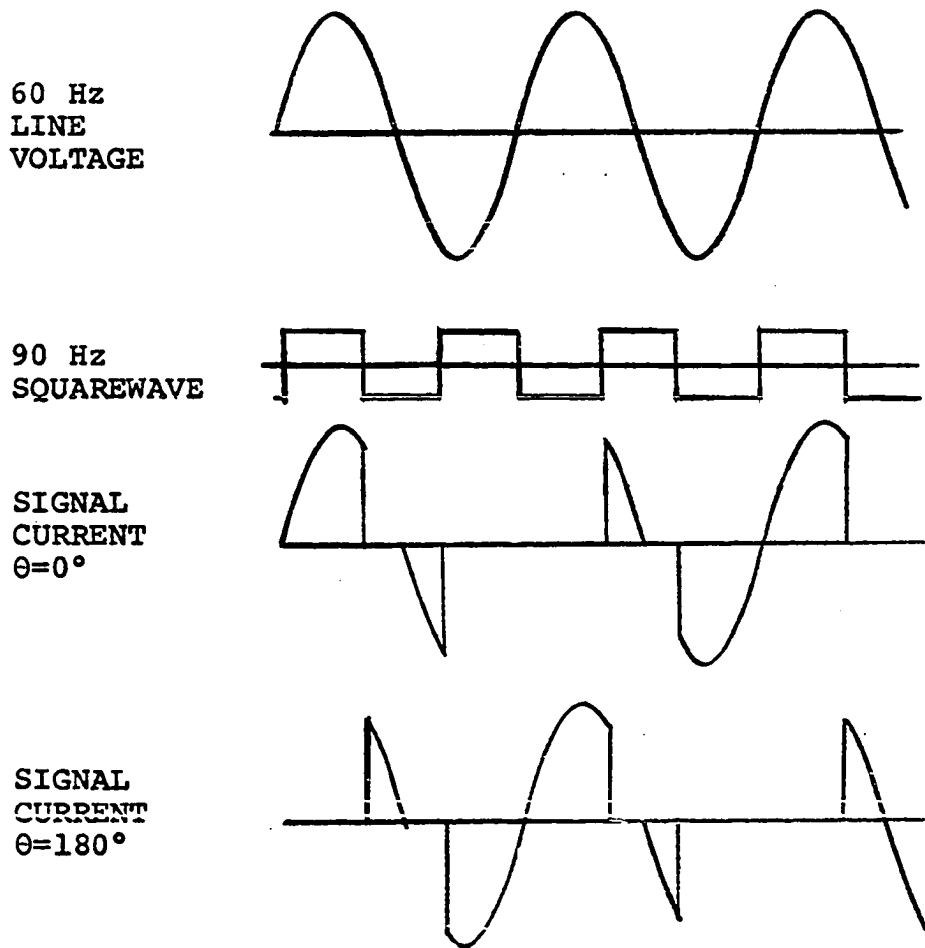 60 Hz
LINE
VOLTAGE
90 Hz
SQUAREWAVE
SIGNAL
CURRENT
θ=0°
SIGNAL
CURRENT
θ=180°